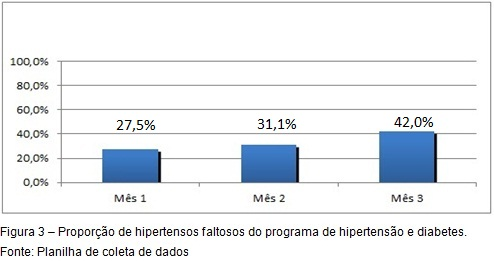 100,0%
80,0%
60,0%
40,0%
20,0%
0,0%
27,5%
31,1%
42,0%
Mês 1
Mês 2
Mês 3
Figura 3 – Proporção de hipertensos faltosos do programa de hipertensão e diabetes.
Fonte: Planilha de coleta de dados